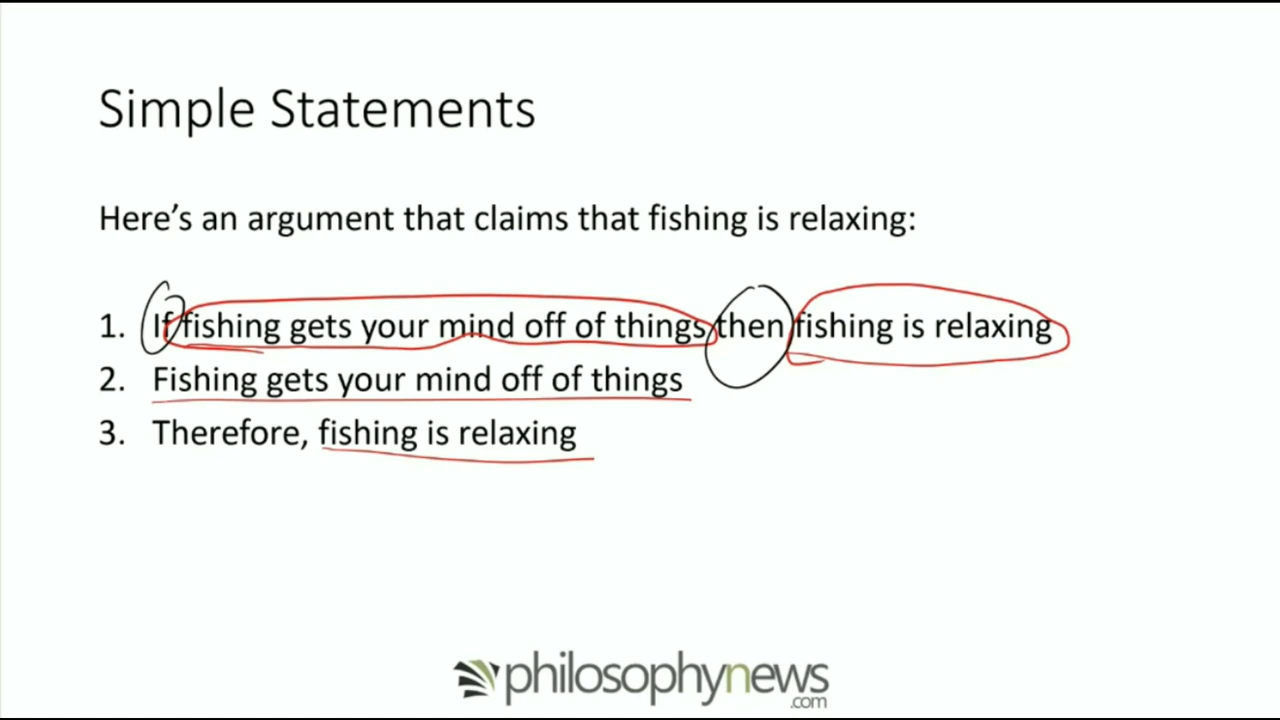 Simple Statements
Here's an argument that claims that fishing is relaxing:
1. If fishing gets your mind off of things then fishing is relaxing
2. Fishing gets your mind off of things
3. Therefore, fishing is relaxing
philosophynews
.com